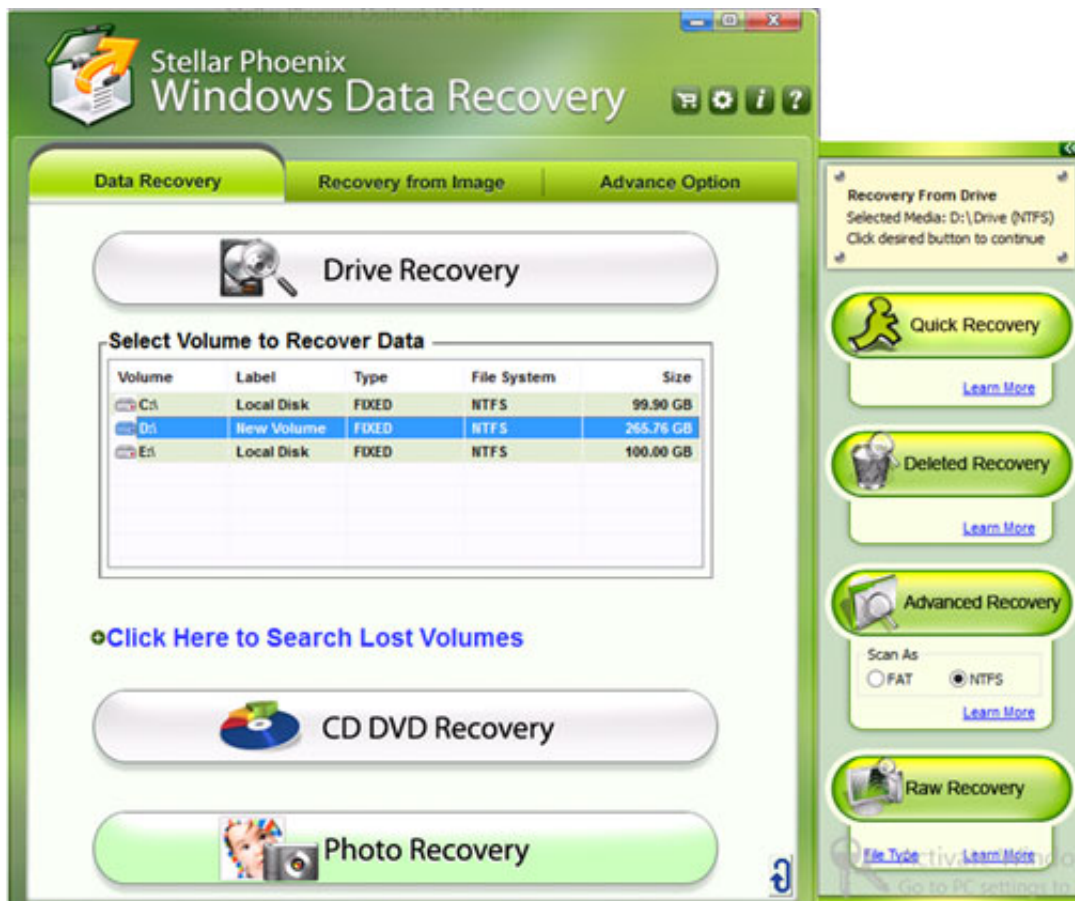 Stellar Phoenix Outlook PST Repair
Stellar Phoenix
Windows Data Recovery
Data Recovery
Recovery from Image
Advance Option
Drive Recovery
Select Volume to Recover Data
Volume Label Type File System Size
C:\ Local Disk FIXED NTFS 99.90 GB
D:\ New Volume FIXED NTFS 265.76 GB
E:\ Local Disk FIXED NTFS 100.00 GB
Click Here to Search Lost Volumes
CD DVD Recovery
Photo Recovery
Recovery From Drive
Selected Media: D:\ Drive (NTFS)
Click desired button to continue
Quick Recovery
Learn More
Deleted Recovery
Learn More
Advanced Recovery
Scan As
FAT NTFS
Learn More
Raw Recovery
File Type Learn More
Go to PC settings to